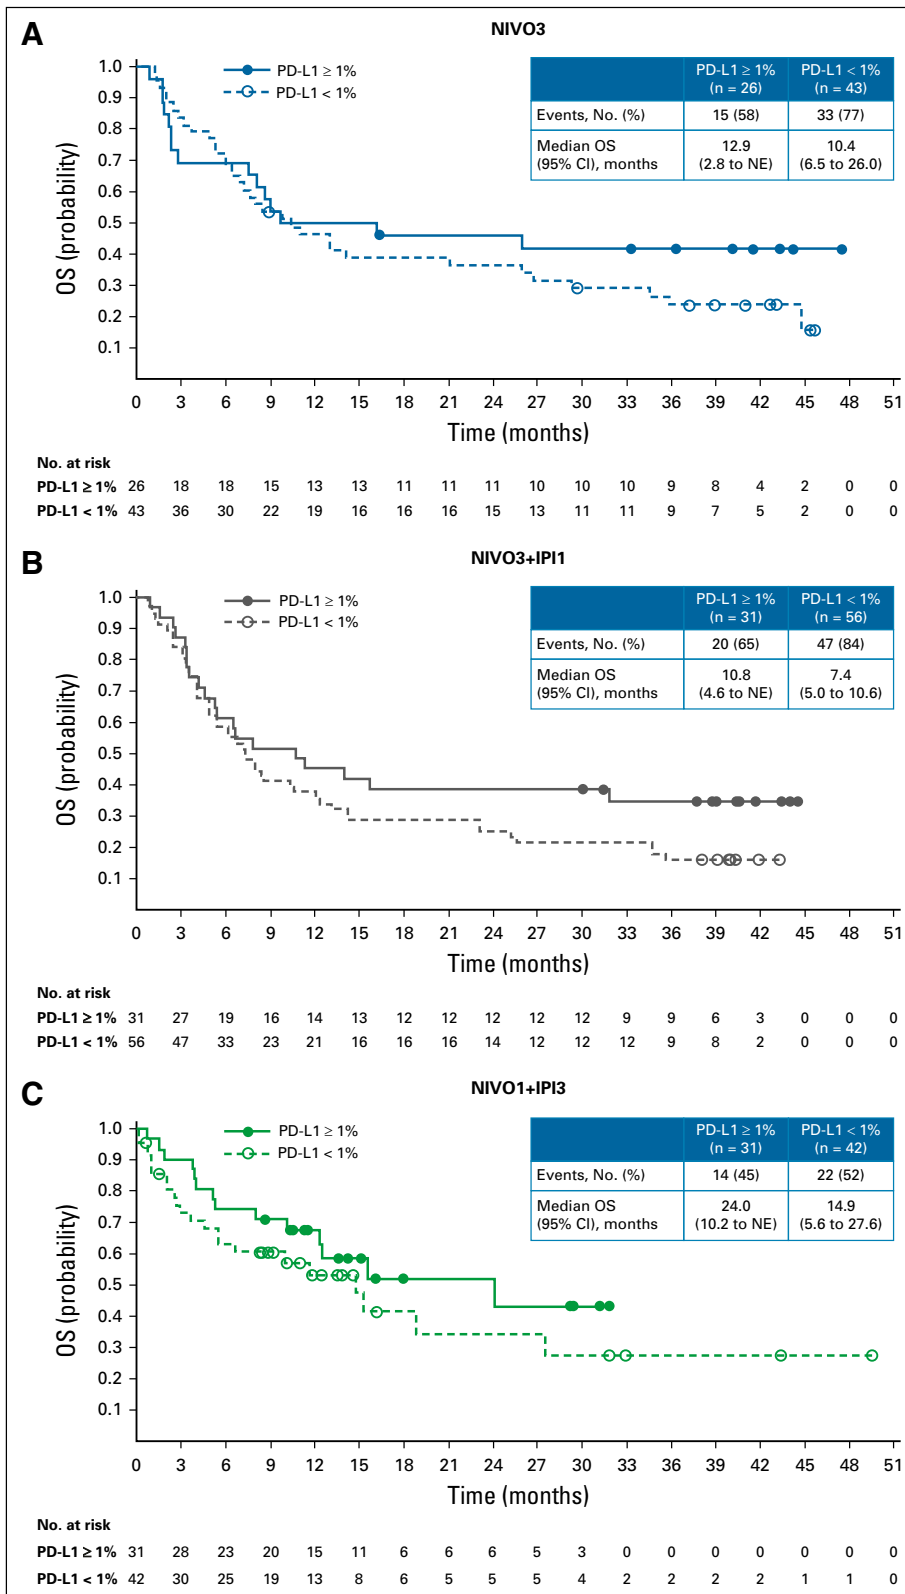 A
NIVO3
PD-L1 ≥ 1%
PD-L1 < 1%
PD-L1 ≥ 1% (n = 26) PD-L1 < 1% (n = 43)
Events, No. (%) 15 (58) 33 (77)
Median OS (95% CI), months 12.9 (2.8 to NE) 10.4 (6.5 to 26.0)
OS (probability)
1.0
0.9
0.8
0.7
0.6
0.5
0.4
0.3
0.2
0.1
0 3 6 9 12 15 18 21 24 27 30 33 36 39 42 45 48 51
Time (months)
No. at risk
PD-L1 ≥ 1% 26 18 18 15 13 13 11 11 11 10 10 10 9 8 4 2 0 0
PD-L1 < 1% 43 36 30 22 19 16 16 16 15 13 11 11 9 7 5 2 0 0
B
NIVO3+IPI1
PD-L1 ≥ 1%
PD-L1 < 1%
PD-L1 ≥ 1% (n = 31) PD-L1 < 1% (n = 56)
Events, No. (%) 20 (65) 47 (84)
Median OS (95% CI), months 10.8 (4.6 to NE) 7.4 (5.0 to 10.6)
OS (probability)
1.0
0.9
0.8
0.7
0.6
0.5
0.4
0.3
0.2
0.1
0 3 6 9 12 15 18 21 24 27 30 33 36 39 42 45 48 51
Time (months)
No. at risk
PD-L1 ≥ 1% 31 27 19 16 14 13 12 12 12 12 12 9 9 6 3 0 0 0
PD-L1 < 1% 56 47 33 23 21 16 16 16 14 12 12 12 9 8 2 0 0 0
C
NIVO1+IPI3
PD-L1 ≥ 1%
PD-L1 < 1%
PD-L1 ≥ 1% (n = 31) PD-L1 < 1% (n = 42)
Events, No. (%) 14 (45) 22 (52)
Median OS (95% CI), months 24.0 (10.2 to NE) 14.9 (5.6 to 27.6)
OS (probability)
1.0
0.9
0.8
0.7
0.6
0.5
0.4
0.3
0.2
0.1
0 3 6 9 12 15 18 21 24 27 30 33 36 39 42 45 48 51
Time (months)
No. at risk
PD-L1 ≥ 1% 31 28 23 20 15 11 6 6 6 5 3 0 0 0 0 0 0 0
PD-L1 < 1% 42 30 25 19 13 8 6 5 5 5 4 2 2 2 2 1 1 0